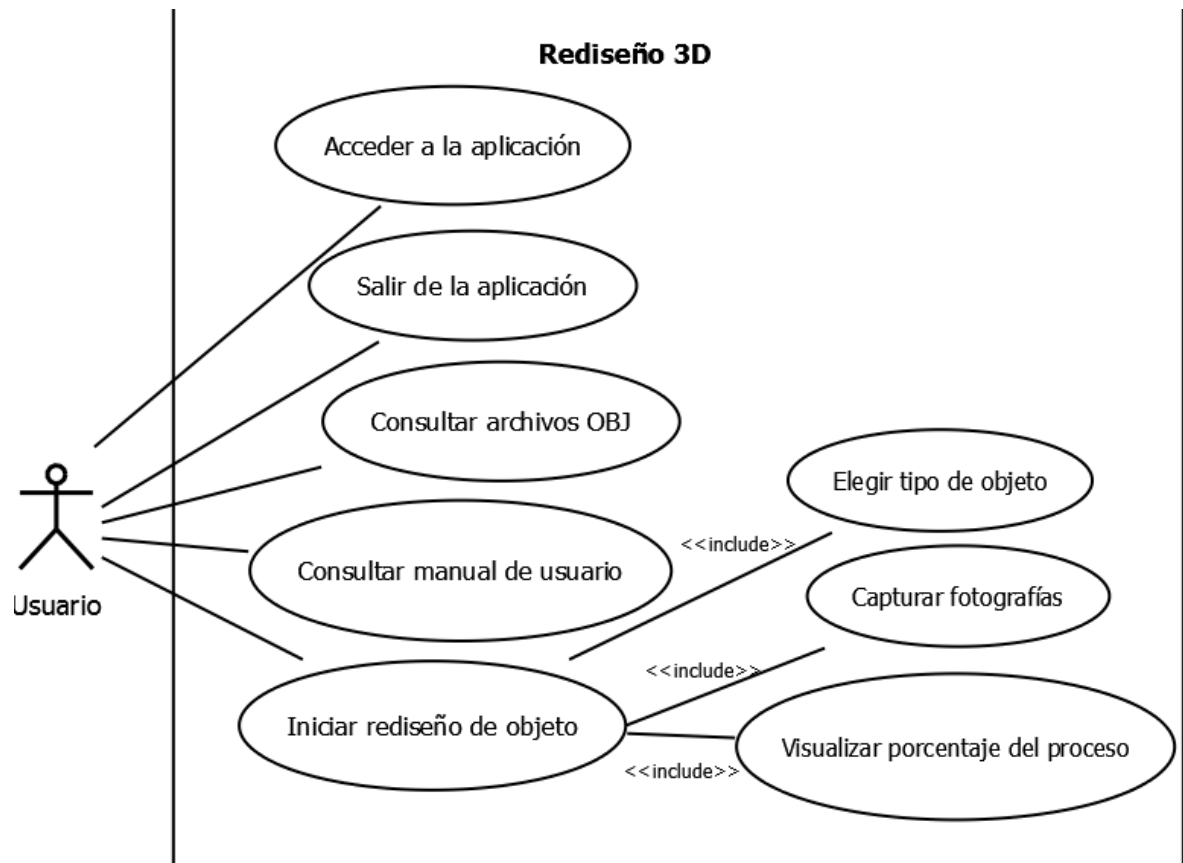 Rediseño 3D
Acceder a la aplicación
Salir de la aplicación
Consultar archivos OBJ
Elegir tipo de objeto
<<include>>
Consultar manual de usuario
Capturar fotografías
Usuario
<<include>>
Iniciar rediseño de objeto
Visualizar porcentaje del proceso
<<include>>